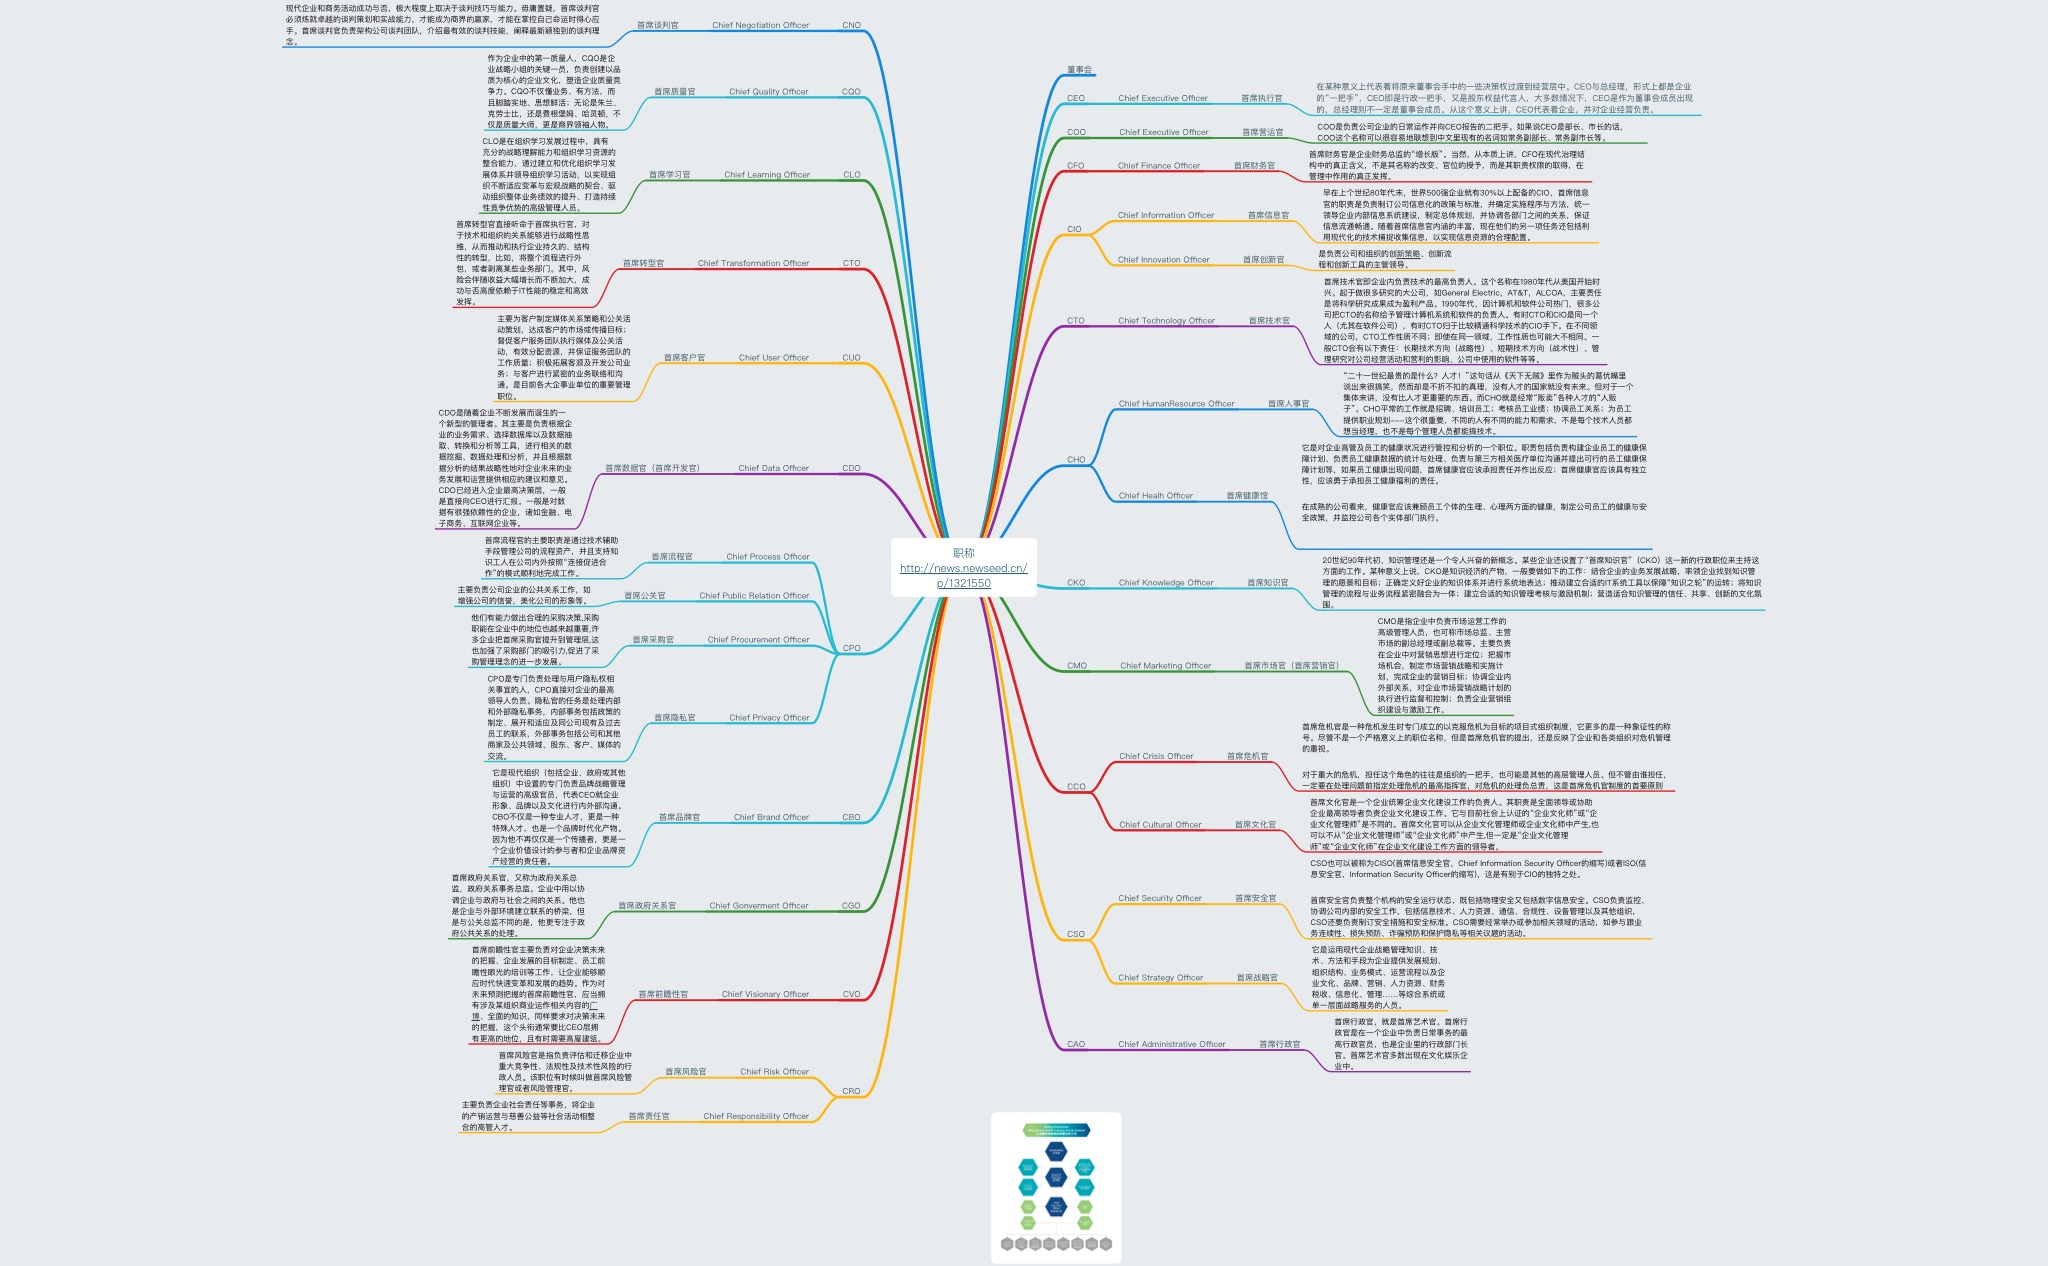 职称
http://news.newseed.cn/
p/1321550
董事会
CEO
Chief Executive Officer
首席执行官
在某种意义上代表着将原来董事会手中的一些决策权过渡到经营层中。CEO与总经理，形式上都是企业
的“一把手”，CEO即是行政一把手，又是股东权益代言人，大多数情况下，CEO是作为董事会成员出现
的，总经理则不一定是董事会成员。从这个意义上讲，CEO代表着企业，并对企业经营负责。
COO
Chief Executive Officer
首席营运官
COO是负责公司企业的日常运作并向CEO报告的二把手。如果说CEO是部长、市长的话，
COO这个名称可以很容易地联想到中文里现有的名词如常务副部长、常务副市长等。
CFO
Chief Finance Officer
首席财务官
首席财务官是企业财务总监的“增长版”。当然，从本质上讲，CFO在现代治理结
构中的真正含义，不是其名称的改变、官位的授予，而是其职责权限的取得，在
管理中作用的真正发挥。
CIO
Chief Information Officer
首席信息官
早在上个世纪80年代末，世界500强企业就有30%以上配备的CIO，首席信息
官的职责是负责制订公司信息化的政策与标准，并确定实施程序与方法，统一
领导企业内部信息系统建设，制定总体规划，并协调各部门之间的关系，保证
信息流通畅通。随着首席信息官内涵的丰富，现在他们的另一项任务还包括利
用现代化的技术捕捉收集信息，以实现信息资源的合理配置。
Chief Innovation Officer
首席创新官
是负责公司和组织的创新策略、创新流
程和创新工具的主管领导。
CTO
Chief Technology Officer
首席技术官
首席技术官即企业内负责技术的最高负责人。这个名称在1980年代从美国开始时
兴。起于做很多研究的大公司，如General Electric，AT&T，ALCOA，主要责任
是将科学研究成果成为盈利产品。1990年代，因计算机和软件公司热门，很多公
司把CTO的名称给予管理计算机系统和软件的负责人。有时CTO和CIO是同一个
人（尤其在软件公司），有时CTO归于比较精通科学技术的CIO手下。在不同领
域的公司，CTO工作性质不同；即使在同一领域，工作性质也可能大不相同。一
般CTO会有以下责任：长期技术方向（战略性）、短期技术方向（战术性）、管
理研究对公司经营活动和营利的影响、公司中使用的软件等等。
CHO
Chief HumanResource Officer
首席人事官
“二十一世纪最贵的是什么？人才！”这句话从《天下无贼》里作为贼头的葛优嘴里
说出来很搞笑，然而却是不折不扣的真理，没有人才的国家就没有未来。但对于一个
集体来讲，没有比人才更重要的东西。而CHO就是经常“贩卖”各种人才的“人贩
子”。CHO平常的工作就是招聘、培训员工；考核员工业绩；协调员工关系；为员工
提供职业规划---这个很重要，不同的人有不同的能力和需求，不是每个技术人员都
想当经理，也不是每个管理人员都能搞技术。
Chief Healh Officer
首席健康馆
它是对企业高管及员工的健康状况进行管控和分析的一个职位。职责包括负责构建企业员工的健康保
障计划、负责员工健康数据的统计与处理、负责与第三方相关医疗单位沟通并提出可行的员工健康保
障计划等，如果员工健康出现问题，首席健康官应该承担责任并作出反应；首席健康官应该具有独立
性，应该勇于承担员工健康福利的责任。
在成熟的公司看来，健康官应该兼顾员工个体的生理、心理两方面的健康，制定公司员工的健康与安
全政策，并监控公司各个实体部门执行。
CKO
Chief Knowledge Officer
首席知识官
20世纪90年代初，知识管理还是一个令人兴奋的新概念。某些企业还设置了“首席知识官”（CKO）这一新的行政职位来主持这
方面的工作。某种意义上说，CKO是知识经济的产物，一般要做如下的工作：结合企业的业务发展战略，率领企业找到知识管
理的愿景和目标；正确定义好企业的知识体系并进行系统地表达；推动建立合适的IT系统工具以保障“知识之轮”的运转；将知识
管理的流程与业务流程紧密融合为一体；建立合适的知识管理考核与激励机制；营造适合知识管理的信任、共享、创新的文化氛
围。
CMO
Chief Marketing Officer
首席市场官（首席营销官）
CMO是指企业中负责市场运营工作的
高级管理人员，也可称市场总监、主营
市场的副总经理或副总裁等。主要负责
在企业中对营销思想进行定位；把握市
场机会，制定市场营销战略和实施计
划，完成企业的营销目标；协调企业内
外部关系，对企业市场营销战略计划的
执行进行监督和控制；负责企业营销组
织建设与激励工作。
CCO
Chief Crisis Officer
首席危机官
首席危机官是一种危机发生时专门成立的以克服危机为目标的项目式组织制度，它更多的是一种象征性的称
号。尽管不是一个严格意义上的职位名称，但是首席危机官的提出，还是反映了企业和各类组织对危机管理
的重视。
对于重大的危机，担任这个角色的往往是组织的一把手，也可能是其他的高层管理人员。但不管由谁担任，
一定要在处理问题前指定处理危机的最高指挥官，对危机的处理负总责，这是首席危机官制度的首要原则
Chief Cultural Officer
首席文化官
首席文化官是一个企业统筹企业文化建设工作的负责人。其职责是全面领导或协助
企业最高领导者负责企业文化建设工作。它与目前社会上认证的“企业文化师”或“企
业文化管理师”是不同的。首席文化官可以从企业文化管理师或企业文化师中产生,也
可以不从“企业文化管理师”或“企业文化师”中产生,但一定是“企业文化管理
师”或“企业文化师”在企业文化建设工作方面的领导者。
CSO
Chief Security Officer
首席安全官
CSO也可以被称为CISO(首席信息安全官，Chief Information Security Officer的缩写)或者ISO(信
息安全官，Information Security Officer的缩写)，这是有别于CIO的独特之处。
首席安全官负责整个机构的安全运行状态，既包括物理安全又包括数字信息安全。CSO负责监控、
协调公司内部的安全工作，包括信息技术、人力资源、通信、合规性、设备管理以及其他组织，
CSO还要负责制订安全措施和安全标准。CSO需要经常举办或参加相关领域的活动，如参与跟业
务连续性、损失预防、诈骗预防和保护隐私等相关议题的活动。
Chief Strategy Officer
首席战略官
它是运用现代企业战略管理知识、技
术、方法和手段为企业提供发展规划、
组织结构、业务模式、运营流程以及企
业文化、品牌、营销、人力资源、财务
税收、信息化、管理……等综合系统或
单一层面战略服务的人员。
CAO
Chief Administrative Officer
首席行政官
首席行政官，就是首席艺术官。首席行
政官是在一个企业中负责日常事务的最
高行政官员，也是企业里的行政部门长
官。首席艺术官多数出现在文化娱乐企
业中。
CNO
Chief Negotiation Officer
首席谈判官
现代企业和商务活动成功与否，极大程度上取决于谈判技巧与能力。毋庸置疑，首席谈判官
必须炼就卓越的谈判策划和实战能力，才能成为商界的赢家，才能在掌控自己命运时得心应
手。首席谈判官负责架构公司谈判团队，介绍最有效的谈判技能，阐释最新颖独到的谈判理
念。
CQO
Chief Quality Officer
首席质量官
作为企业中的第一质量人，CQO是企
业战略小组的关键一员，负责创建以品
质为核心的企业文化，塑造企业质量竞
争力。CQO不仅懂业务、有方法，而
且脚踏实地、思想鲜活；无论是朱兰、
克劳士比，还是费根堡姆、哈灵顿，不
仅是质量大师，更是商界领袖人物。
CLO
Chief Learning Officer
首席学习官
CLO是在组织学习发展过程中，具有
充分的战略理解能力和组织学习资源的
整合能力，通过建立和优化组织学习发
展体系并领导组织学习活动，以实现组
织不断适应变革与宏观战略的契合、驱
动组织整体业务绩效的提升、打造持续
性竞争优势的高级管理人员。
CTO
Chief Transformation Officer
首席转型官
首席转型官直接听命于首席执行官，对
于技术和组织的关系能够进行战略性思
维，从而推动和执行企业持久的、结构
性的转型，比如，将整个流程进行外
包，或者剥离某些业务部门。其中，风
险会伴随收益大幅增长而不断加大，成
功与否高度依赖于IT性能的稳定和高效
发挥。
CUO
Chief User Officer
首席客户官
主要为客户制定媒体关系策略和公关活
动策划，达成客户的市场或传播目标；
督促客户服务团队执行媒体及公关活
动，有效分配资源，并保证服务团队的
工作质量；积极拓展客源及开发公司业
务；与客户进行紧密的业务联络和沟
通。是目前各大企事业单位的重要管理
职位。
CDO
Chief Data Officer
首席数据官（首席开发官）
CDO是随着企业不断发展而诞生的一
个新型的管理者。其主要是负责根据企
业的业务需求、选择数据库以及数据抽
取、转换和分析等工具，进行相关的数
据挖掘、数据处理和分析，并且根据数
据分析的结果战略性地对企业未来的业
务发展和运营提供相应的建议和意见。
CDO已经进入企业最高决策层，一般
是直接向CEO进行汇报。一般是对数
据有很强依赖性的企业，诸如金融、电
子商务、互联网企业等。
CPO
Chief Process Officer
首席流程官
首席流程官的主要职责是通过技术辅助
手段管理公司的流程资产，并且支持知
识工人在公司内外按照“连接促进合
作”的模式顺利地完成工作。
Chief Public Relation Officer
首席公关官
主要负责公司企业的公共关系工作，如
增强公司的信誉，美化公司的形象等。
Chief Procurement Officer
首席采购官
他们有能力做出合理的采购决策,采购
职能在企业中的地位也越来越重要,许
多企业把首席采购官提升到管理层,这
也加强了采购部门的吸引力,促进了采
购管理理念的进一步发展。
Chief Privacy Officer
首席隐私官
CPO是专门负责处理与用户隐私权相
关事宜的人，CPO直接对企业的最高
领导人负责。隐私官的任务是处理内部
和外部隐私事务，内部事务包括政策的
制定、展开和适应及同公司现有及过去
员工的联系，外部事务包括公司和其他
商家及公共领域、股东、客户、媒体的
交流。
CBO
Chief Brand Officer
首席品牌官
它是现代组织（包括企业、政府或其他
组织）中设置的专门负责品牌战略管理
与运营的高级官员，代表CEO就企业
形象、品牌以及文化进行内外部沟通。
CBO不仅是一种专业人才，更是一种
特殊人才，也是一个品牌时代化产物。
因为他不再仅仅是一个传播者，更是一
个企业价值设计的参与者和企业品牌资
产经营的责任者。
CGO
Chief Gonverment Officer
首席政府关系官
首席政府关系官，又称为政府关系总
监，政府关系事务总监。企业中用以协
调企业与政府与社会之间的关系。他也
是企业与外部环境建立联系的桥梁，但
是与公关总监不同的是，他更专注于政
府公共关系的处理。
CVO
Chief Visionary Officer
首席前瞻性官
首席前瞻性官主要负责对企业决策未来
的把握、企业发展的目标制定、员工前
瞻性眼光的培训等工作，让企业能够顺
应时代快速变革和发展的趋势。作为对
未来预测把握的首席前瞻性官，应当拥
有涉及某组织商业运作相关内容的广
博、全面的知识，同样要求对决策未来
的把握，这个头衔通常要比CEO层拥
有更高的地位，且有时需要高屋建瓴。
CRO
Chief Risk Officer
首席风险官
首席风险官是指负责评估和迁移企业中
重大竞争性、法规性及技术性风险的行
政人员。该职位有时候叫做首席风险管
理官或者风险管理官。
Chief Responsibility Officer
首席责任官
主要负责企业社会责任等事务，将企业
的产销运营与慈善公益等社会活动相整
合的高管人才。